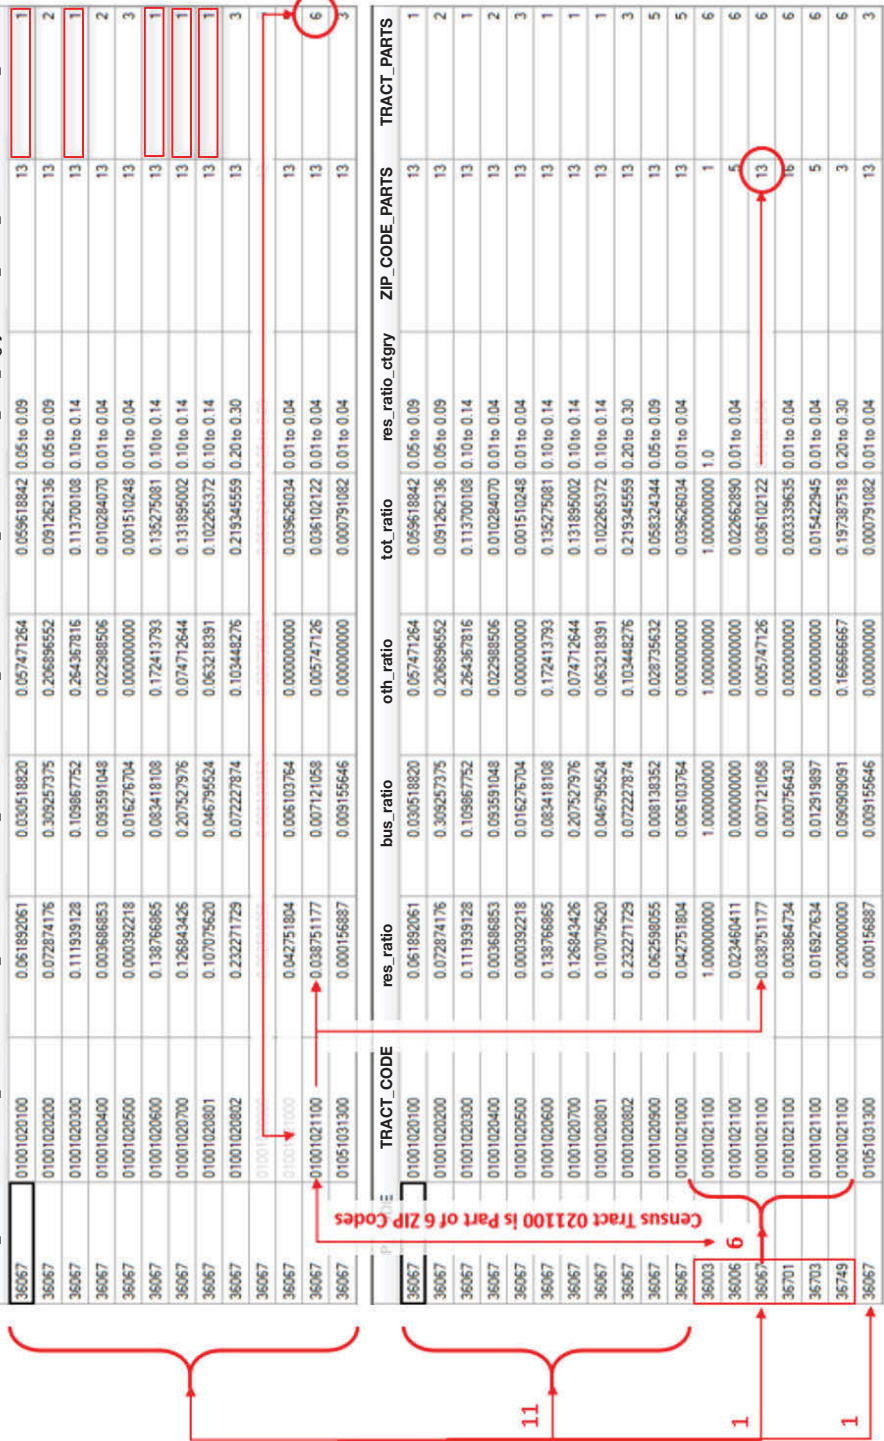 36067 01001020100 0.061892061 0.030518820 0.057471264 0.059618842 0.05 to 0.09 13 1
36067 01001020200 0.072874176 0.309257375 0.206896552 0.091262136 0.05 to 0.09 13 2
36067 01001020300 0.111939128 0.109867752 0.264367816 0.113700108 0.10 to 0.14 13 1
36067 01001020400 0.003686853 0.093591048 0.022988506 0.010284070 0.01 to 0.04 13 2
36067 01001020500 0.000392218 0.016276704 0.000000000 0.001510248 0.01 to 0.04 13 3
36067 01001020600 0.138766865 0.083418108 0.172413793 0.136275081 0.10 to 0.14 13 1
36067 01001020700 0.126843426 0.207527976 0.074712644 0.131895002 0.10 to 0.14 13 1
36067 01001020801 0.107075620 0.046795524 0.063218391 0.102265372 0.10 to 0.14 13 1
36067 01001020802 0.232271729 0.072227874 0.103448276 0.219345559 0.20 to 0.30 13 3
36067
36067 0.042751804 0.006103764 0.000000000 0.039626034 0.01 to 0.04 13
36067 01001021100 0.038751177 0.007121058 0.005747126 0.036102122 0.01 to 0.04 13 6
36067 01051031300 0.000156887 0.009155646 0.000000000 0.000791082 0.01 to 0.04 13 3
TRACT_CODE res_ratio bus_ratio oth_ratio tot_ratio res_ratio_ctgry ZIP_CODE_PARTS TRACT_PARTS
36067 01001020100 0.061892061 0.030518820 0.057471264 0.059618842 0.05 to 0.09 13 1
36067 01001020200 0.072874176 0.309257375 0.206896552 0.091262136 0.05 to 0.09 13 2
36067 01001020300 0.111939128 0.109867752 0.264367816 0.113700108 0.10 to 0.14 13 1
36067 01001020400 0.003686853 0.093591048 0.022988506 0.010284070 0.01 to 0.04 13 2
36067 01001020500 0.000392218 0.016276704 0.000000000 0.001510248 0.01 to 0.04 13 3
11 36067 01001020600 0.138766865 0.083418108 0.172413793 0.136275081 0.10 to 0.14 13 1
36067 01001020700 0.126843426 0.207527976 0.074712644 0.131895002 0.10 to 0.14 13 1
36067 01001020801 0.107075620 0.046795524 0.063218391 0.102265372 0.10 to 0.14 13 1
36067 01001020802 0.232271729 0.072227874 0.103448276 0.219345559 0.20 to 0.30 13 3
36067 01001020900 0.062598055 0.008138352 0.028735632 0.058324344 0.05 to 0.09 13 5
36067 01001021000 0.042751804 0.006103764 0.000000000 0.039626034 0.01 to 0.04 13 5
Census Tract 021100 is Part of 6 ZIP Codes
36003 01001021100 1.000000000 1.000000000 1.000000000 1.000000000 1.0 1 6
36006 6 01001021100 0.023460411 0.000000000 0.000000000 0.022662890 0.01 to 0.04 5 6
1 36067 01001021100 0.038751177 0.007121058 0.005747126 0.036102122 13 6
36701 01001021100 0.003864734 0.000756430 0.000000000 0.003339635 0.01 to 0.04 16 6
36703 01001021100 0.016927634 0.012919897 0.000000000 0.015422945 0.01 to 0.04 5 6
36749 01001021100 0.200000000 0.090909091 0.166666667 0.197387518 0.20 to 0.30 3 6
1 36067 01051031300 0.000156887 0.009155646 0.000000000 0.000791082 0.01 to 0.04 13 3